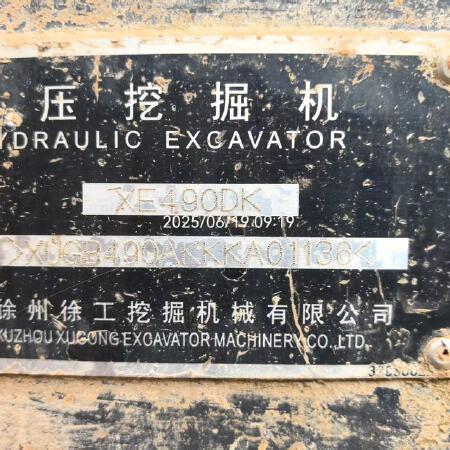 压挖掘机
YDRAULIC EXCAVATOR
XE490DK
2025/06/19 09:19
>XUGB490AKKKA01136<
徐州徐工挖掘机械有限公司
XUZHOU XUGONG EXCAVATOR MACHINERY CO.,LTD.